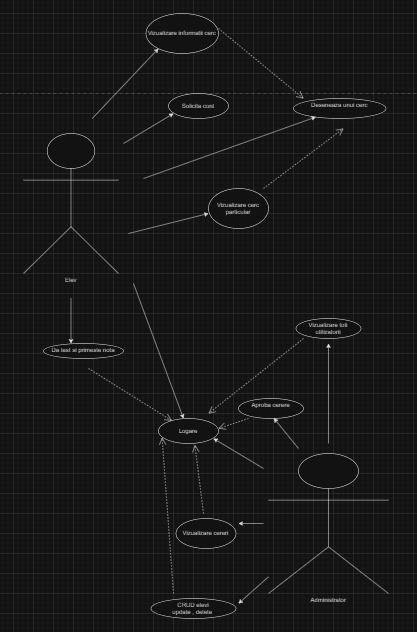 Vizualizare informatii cerc
Solicita cont
Deseneaza unui cerc
Vizualizare cerc
particular
Elev
Vizualizare toti
utilizatorii
Da test si primeste nota
Aproba cerere
Logare
Vizualizare cereri
Administrator
CRUD elevi
update , delete